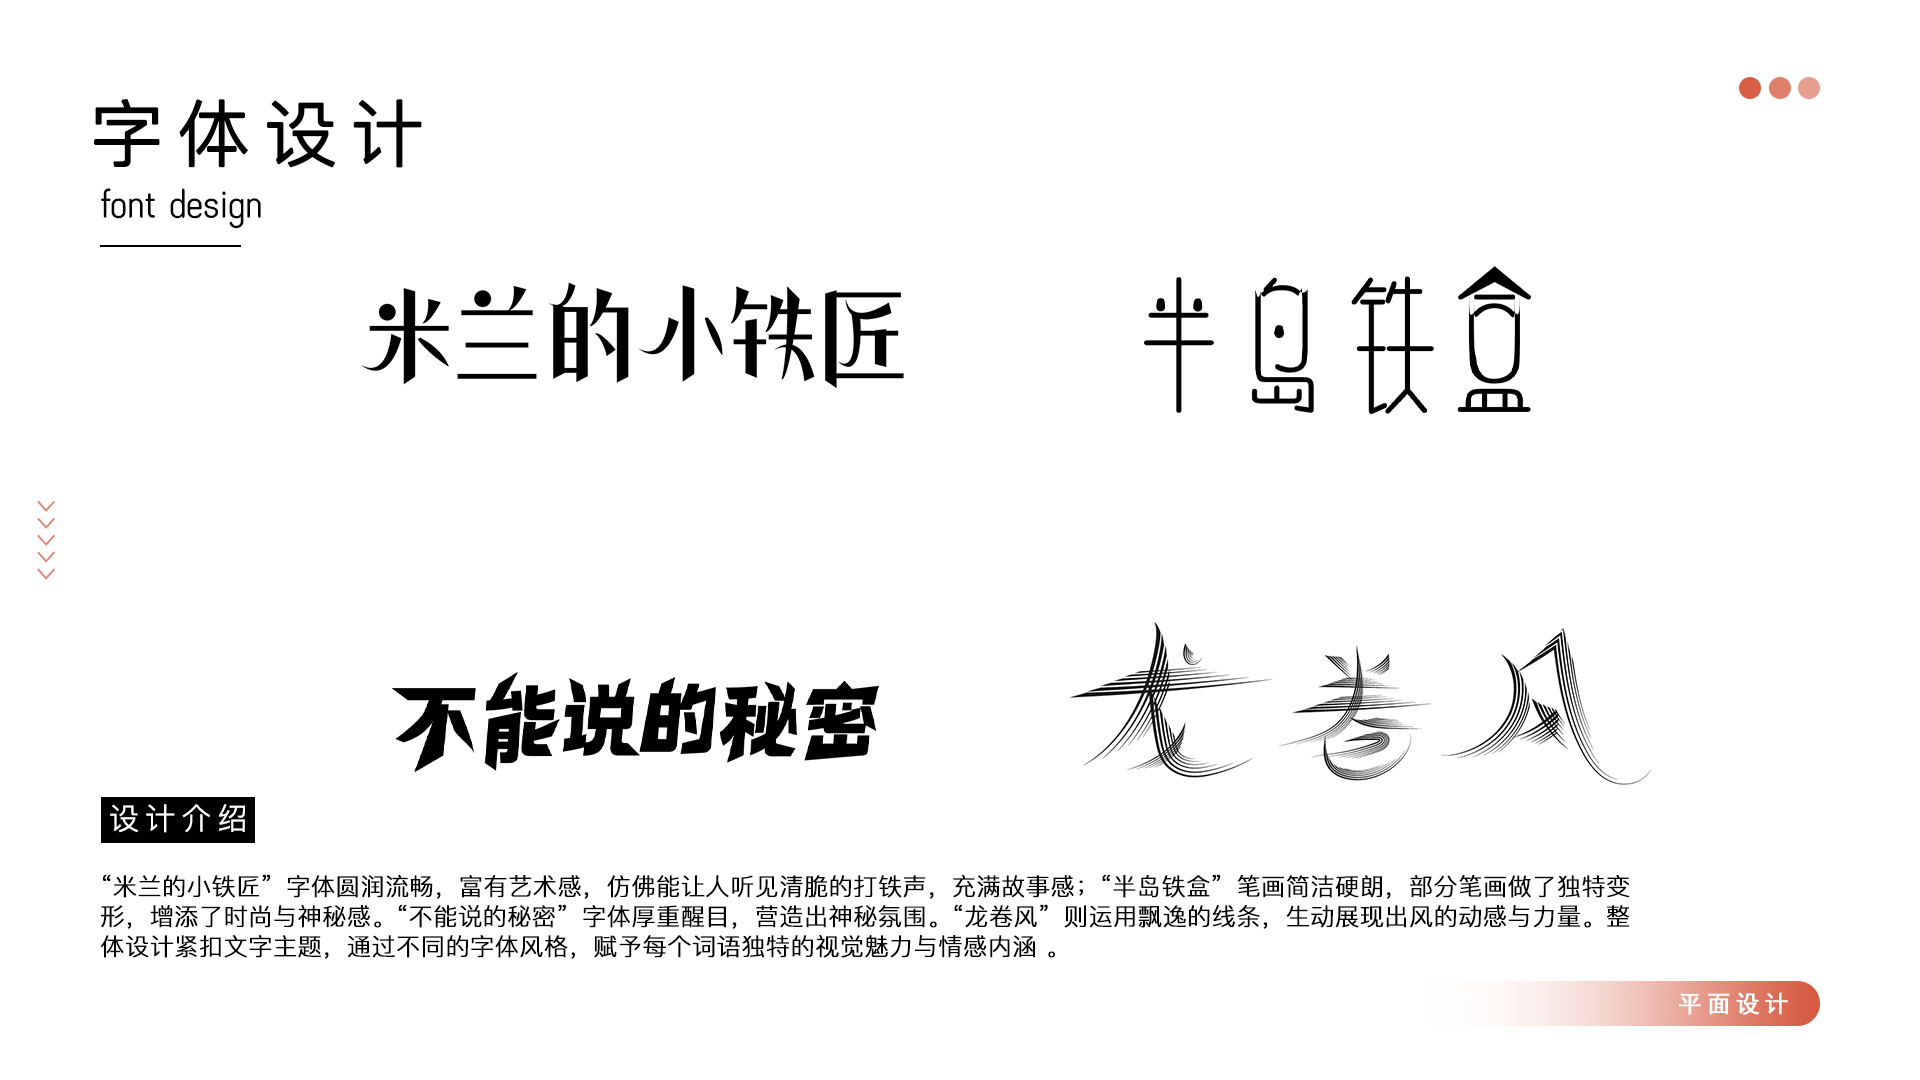 字体设计
font design
米兰的小铁匠
半岛铁盒
不能说的秘密
龙卷风
设计介绍
“米兰的小铁匠”字体圆润流畅，富有艺术感，仿佛能让人听见清脆的打铁声，充满故事感；“半岛铁盒”笔画简洁硬朗，部分笔画做了独特变
形，增添了时尚与神秘感。“不能说的秘密”字体厚重醒目，营造出神秘氛围。“龙卷风”则运用飘逸的线条，生动展现出风的动感与力量。整
体设计紧扣文字主题，通过不同的字体风格，赋予每个词语独特的视觉魅力与情感内涵 。
平面设计